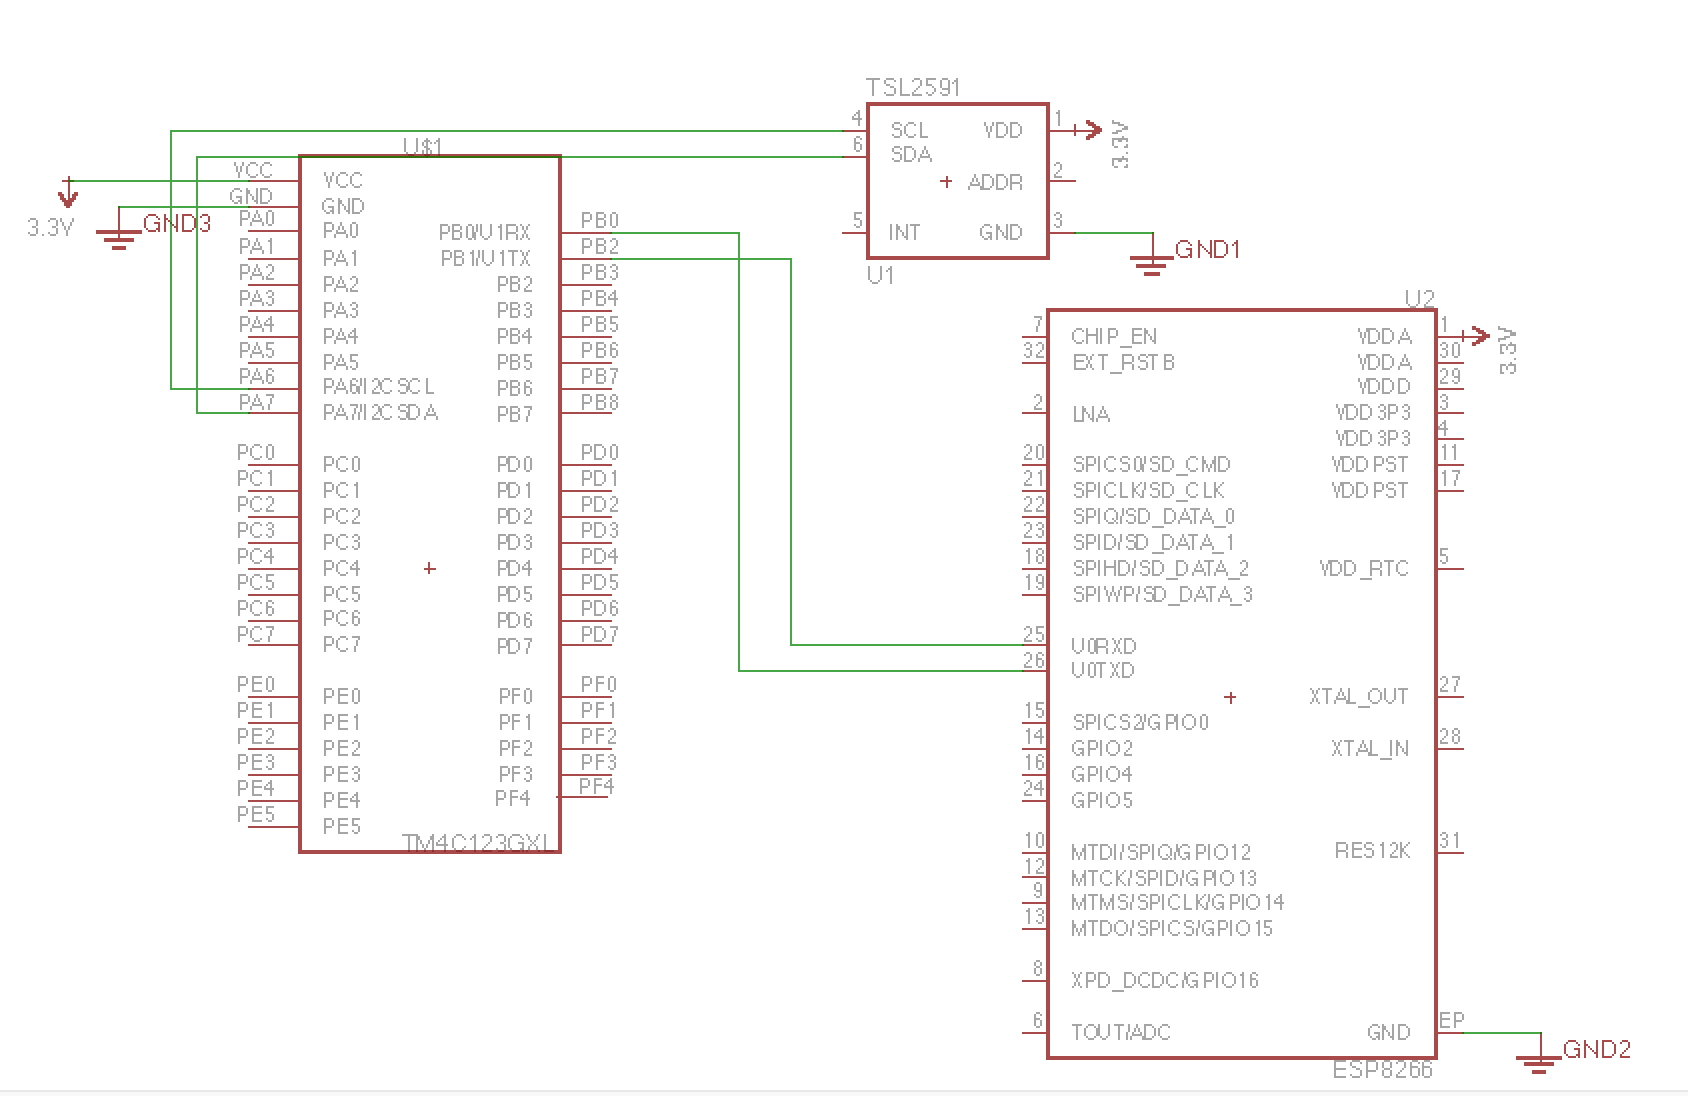 TSL2591
4
SCL
VDD
1
3.3V
6
SDA
ADDR
2
5
INT
GND
3
GND1
U1
U$1
VCC
VCC
GND
GND
3.3V
GND3
PA0
PA0
PB0/U1RX
PB0
PA1
PA1
PB1/U1TX
PB2
PA2
PA2
PB2
PB3
PA3
PA3
PB3
PB4
PA4
PA4
PB4
PB5
PA5
PA5
PB5
PB6
PA6
PA6/I2CSCL
PB6
PB7
PA7
PA7/I2CSDA
PB7
PB8
PC0
PC0
PD0
PD0
PC1
PC1
PD1
PD1
PC2
PC2
PD2
PD2
PC3
PC3
PD3
PD3
PC4
PC4
PD4
PD4
PC5
PC5
PD5
PD5
PC6
PC6
PD6
PD6
PC7
PC7
PD7
PD7
PE0
PE0
PF0
PF0
PE1
PE1
PF1
PF1
PE2
PE2
PF2
PF2
PE3
PE3
PF3
PF3
PE4
PE4
PF4
PF4
PE5
PE5
TM4C123GXL
U2
7
CHIP_EN
VDDA
1
3.3V
32
EXT_RSTB
VDDA
30
VDDD
29
2
LNA
VDD3P3
3
VDD3P3
4
20
SPICS0/SD_CMD
VDDPST
11
21
SPICLK/SD_CLK
VDDPST
17
22
SPIQ/SD_DATA_0
23
SPID/SD_DATA_1
18
SPIHD/SD_DATA_2
VDD_RTC
5
19
SPIWP/SD_DATA_3
25
U0RXD
26
U0TXD
XTAL_OUT
27
15
SPICS2/GPIO0
14
GPIO2
XTAL_IN
28
16
GPIO4
24
GPIO5
10
MTDI/SPIQ/GPIO12
RES12K
31
12
MTCK/SPID/GPIO13
9
MTMS/SPICLK/GPIO14
13
MTDO/SPICS/GPIO15
8
XPD_DCDC/GPIO16
6
TOUT/ADC
GND
EP
GND2
ESP8266